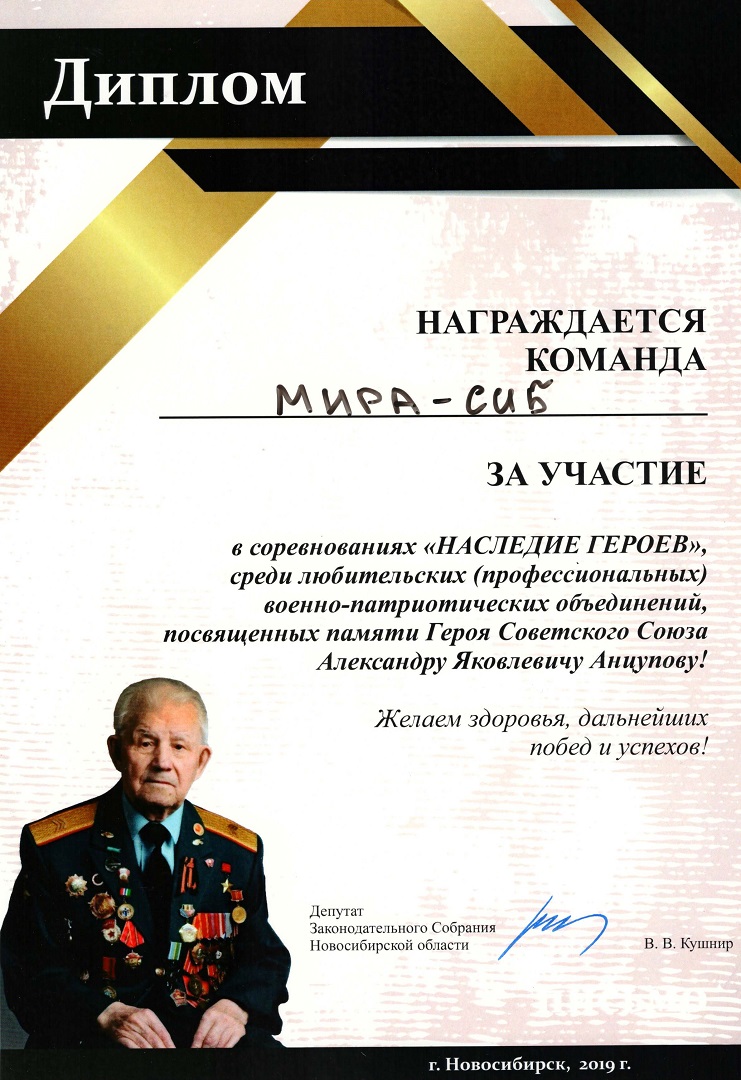 Диплом
НАГРАЖДАЕТСЯ
КОМАНДА
МИРА-СИБ
ЗА УЧАСТИЕ
в соревнованиях «НАСЛЕДИЕ ГЕРОЕВ»,
среди любительских (профессиональных)
военно-патриотических объединений,
посвященных памяти Героя Советского Союза
Александру Яковлевичу Анцупову!
Желаем здоровья, дальнейших
побед и успехов!
Депутат
Законодательного Собрания
Новосибирской области
В. В. Кушнир
письмо
г. Новосибирск, 2019 г.